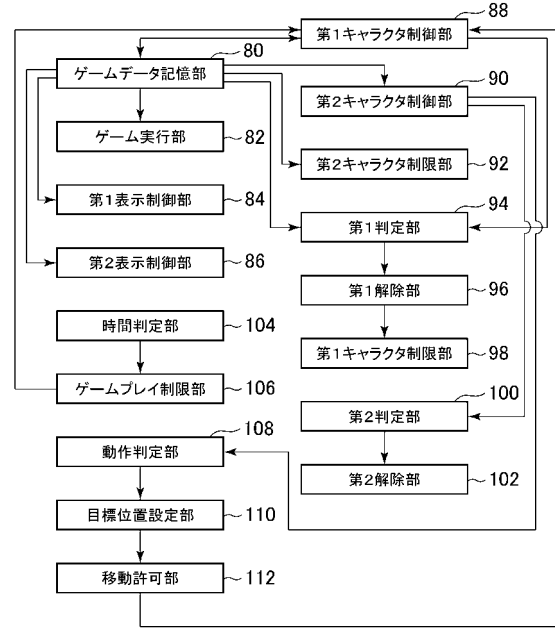 第1キャラクタ制御部
88
ゲームデータ記憶部
80
第2キャラクタ制御部
90
ゲーム実行部
82
第2キャラクタ制限部
92
第1表示制御部
84
第1判定部
94
第2表示制御部
86
第1解除部
96
時間判定部
104
第1キャラクタ制限部
98
ゲームプレイ制限部
106
第2判定部
100
動作判定部
108
第2解除部
102
目標位置設定部
110
移動許可部
112